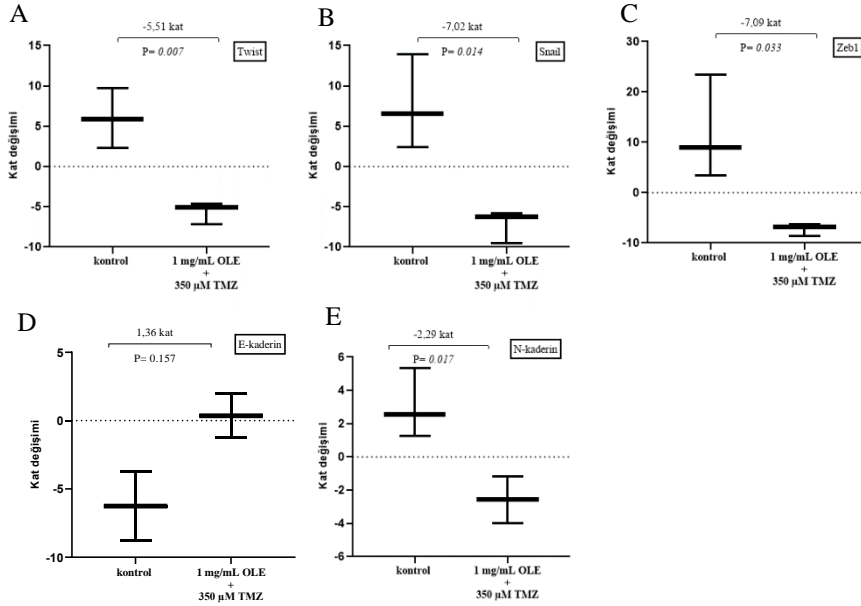 A
-5,51 kat
P= 0.007
Twist
Kat değişimi
15
10
5
0
-5
-10
kontrol
1 mg/mL OLE
+
350 µM TMZ
B
-7,02 kat
P= 0.014
Snail
Kat değişimi
15
10
5
0
-5
-10
kontrol
1 mg/mL OLE
+
350 µM TMZ
C
-7,09 kat
P= 0.033
Zeb1
Kat değişimi
30
20
10
0
-10
kontrol
1 mg/mL OLE
+
350 µM TMZ
D
1,36 kat
P= 0.157
E-kaderin
Kat değişimi
5
0
-5
-10
kontrol
1 mg/mL OLE
+
350 µM TMZ
E
-2,29 kat
P= 0.017
N-kaderin
Kat değişimi
6
4
2
0
-2
-4
-6
kontrol
1 mg/mL OLE
+
350 µM TMZ